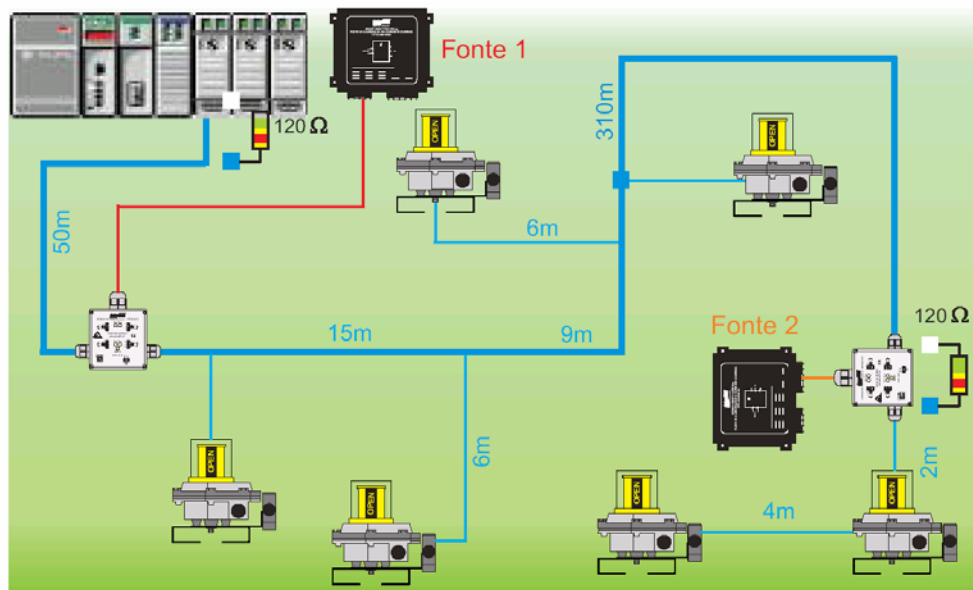 Fonte 1
120 Ω
310m
OPEN
OPEN
50m
6m
15m
9m
Fonte 2
120 Ω
6m
2m
OPEN
OPEN
OPEN
OPEN
4m